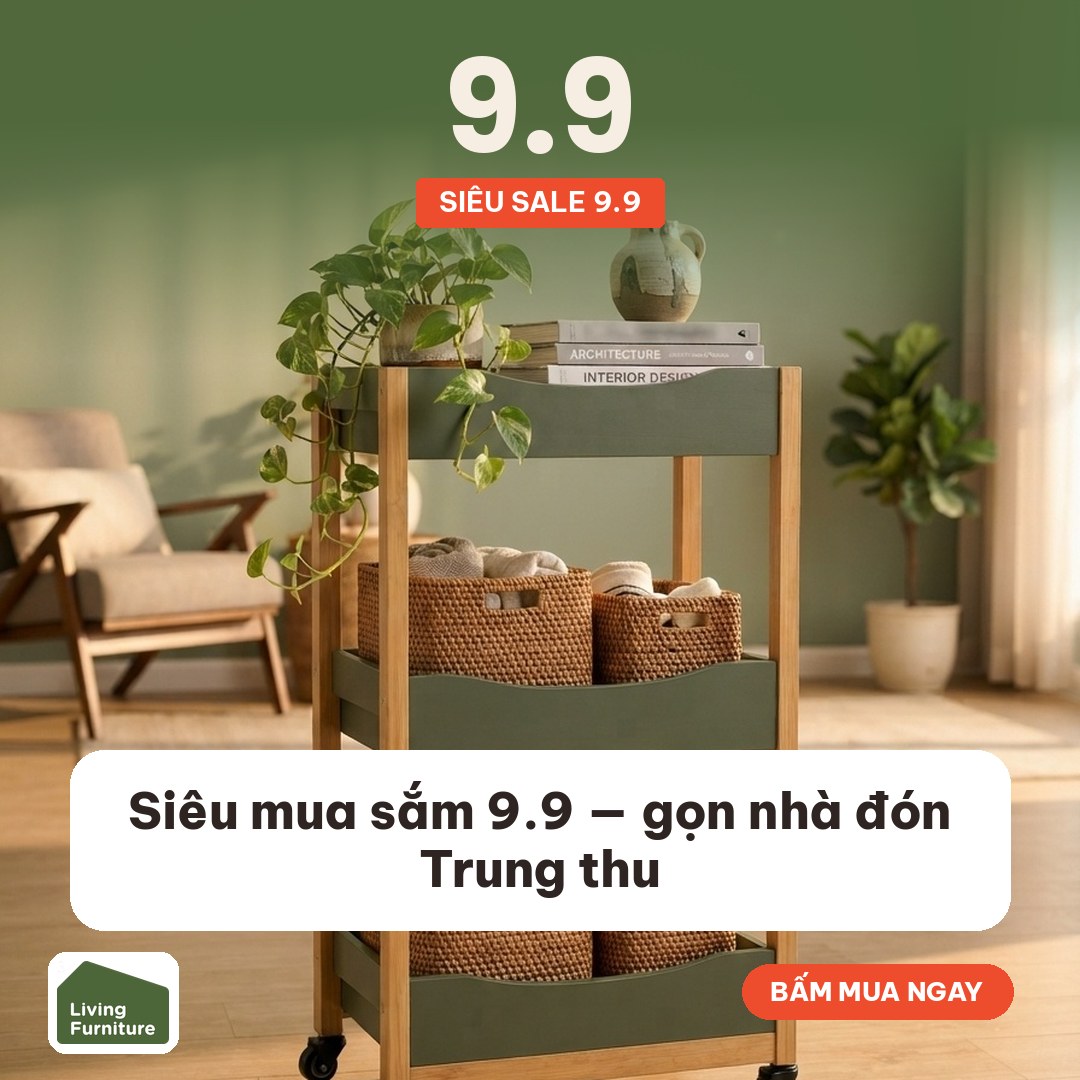 9.9
SIÊU SALE 9.9
ARCHITECTURE
INTERIOR DESIGN
Siêu mua sắm 9.9 – gọn nhà đón
Trung thu
Living
Furniture
BẤM MUA NGAY